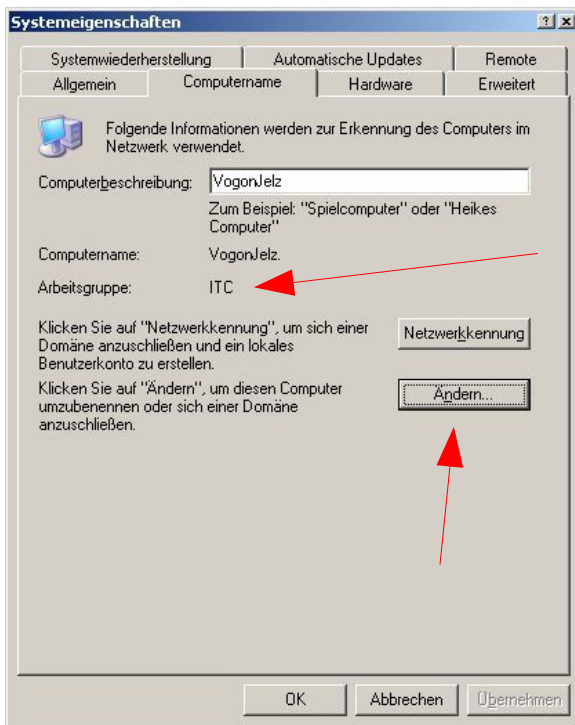 Systemeigenschaften
Systemwiederherstellung Automatische Updates Remote
Allgemein Computername Hardware Erweitert
Folgende Informationen werden zur Erkennung des Computers im
Netzwerk verwendet.
Computerbeschreibung: VogonJelz
Zum Beispiel: "Spielcomputer" oder "Heikes
Computer"
Computername: VogonJelz.
Arbeitsgruppe: ITC
Klicken Sie auf "Netzwerkkennung", um sich einer
Domäne anzuschließen und ein lokales
Benutzerkonto zu erstellen.
Netzwerkkennung
Klicken Sie auf "Ändern", um diesen Computer
umzubenennen oder sich einer Domäne
anzuschließen.
Ändern...
OK Abbrechen Übernehmen